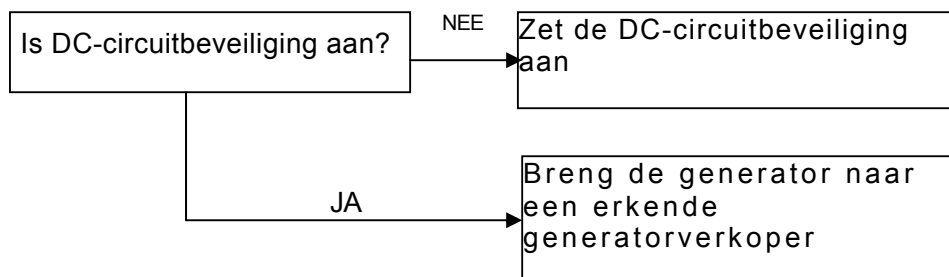 Is DC-circuitbeveiliging aan?
NEE
Zet de DC-circuitbeveiliging
aan
JA
Breng de generator naar
een erkende
generatorverkoper